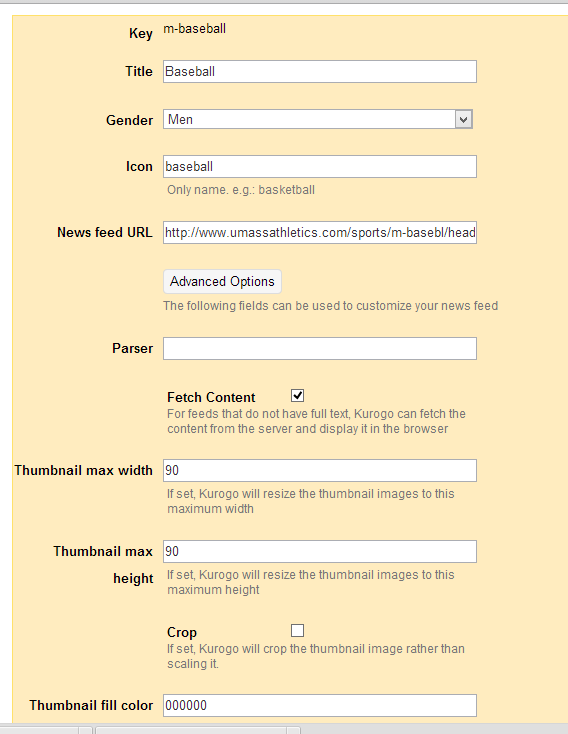 Key m-baseball
Title Baseball
Gender Men
Icon baseball
Only name. e.g.: basketball
News feed URL http://www.umassathletics.com/sports/m-basebl/head
Advanced Options
The following fields can be used to customize your news feed
Parser
Fetch Content
For feeds that do not have full text, Kurogo can fetch the
content from the server and display it in the browser
Thumbnail max width 90
If set, Kurogo will resize the thumbnail images to this
maximum width
Thumbnail max 90
height If set, Kurogo will resize the thumbnail images to this
maximum height
Crop
If set, Kurogo will crop the thumbnail image rather than
scaling it.
Thumbnail fill color 000000